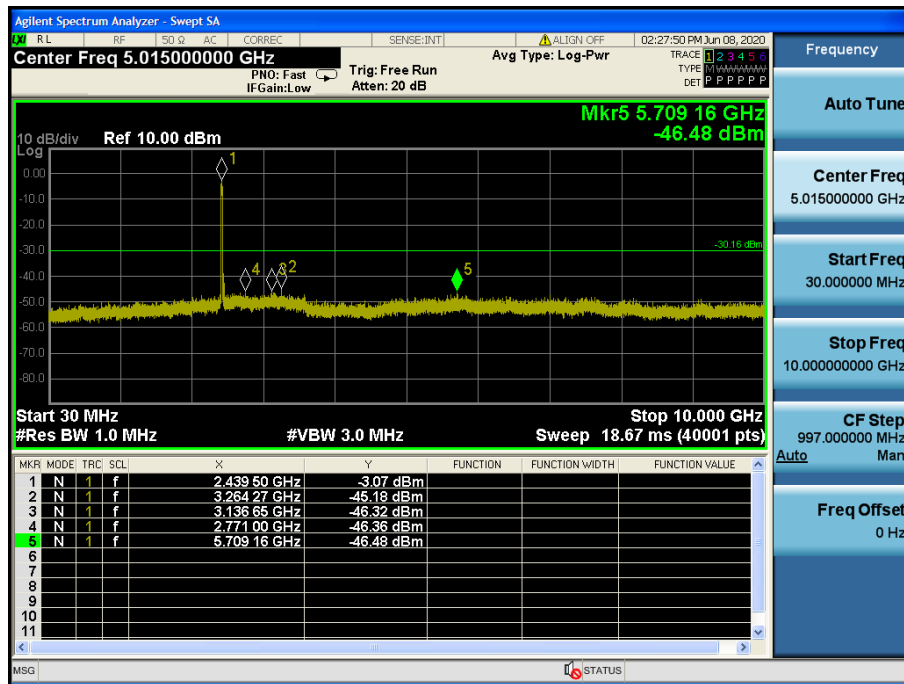 Agilent Spectrum Analyzer - Swept SA
LXI RL RF 50 Ω AC CORREC SENSE:INT ALIGN OFF 02:27:50 PM Jun 08, 2020
Center Freq 5.015000000 GHz
PNO: Fast Trig: Free Run Avg Type: Log-Pwr TRACE 1 2 3 4 5 6
IFGain:Low Atten: 20 dB TYPE M W W W W W
DET P P P P P P
Mkr5 5.709 16 GHz
-46.48 dBm
10 dB/div Ref 10.00 dBm
Log
0.00
-10.0
-20.0
-30.0
-40.0
-50.0
-60.0
-70.0
-80.0
-30.16 dBm
1
4
3
2
5
Start 30 MHz Stop 10.000 GHz
#Res BW 1.0 MHz #VBW 3.0 MHz Sweep 18.67 ms (40001 pts)
MKR MODE TRC SCL X Y FUNCTION FUNCTION WIDTH FUNCTION VALUE
1 N 1 f 2.439 50 GHz -3.07 dBm
2 N 1 f 3.264 27 GHz -45.18 dBm
3 N 1 f 3.136 65 GHz -46.32 dBm
4 N 1 f 2.771 00 GHz -46.36 dBm
5 N 1 f 5.709 16 GHz -46.48 dBm
6
7
8
9
10
11
MSG STATUS
Frequency
Auto Tune
Center Freq
5.015000000 GHz
Start Freq
30.000000 MHz
Stop Freq
10.000000000 GHz
CF Step
997.000000 MHz
Auto Man
Freq Offset
0 Hz